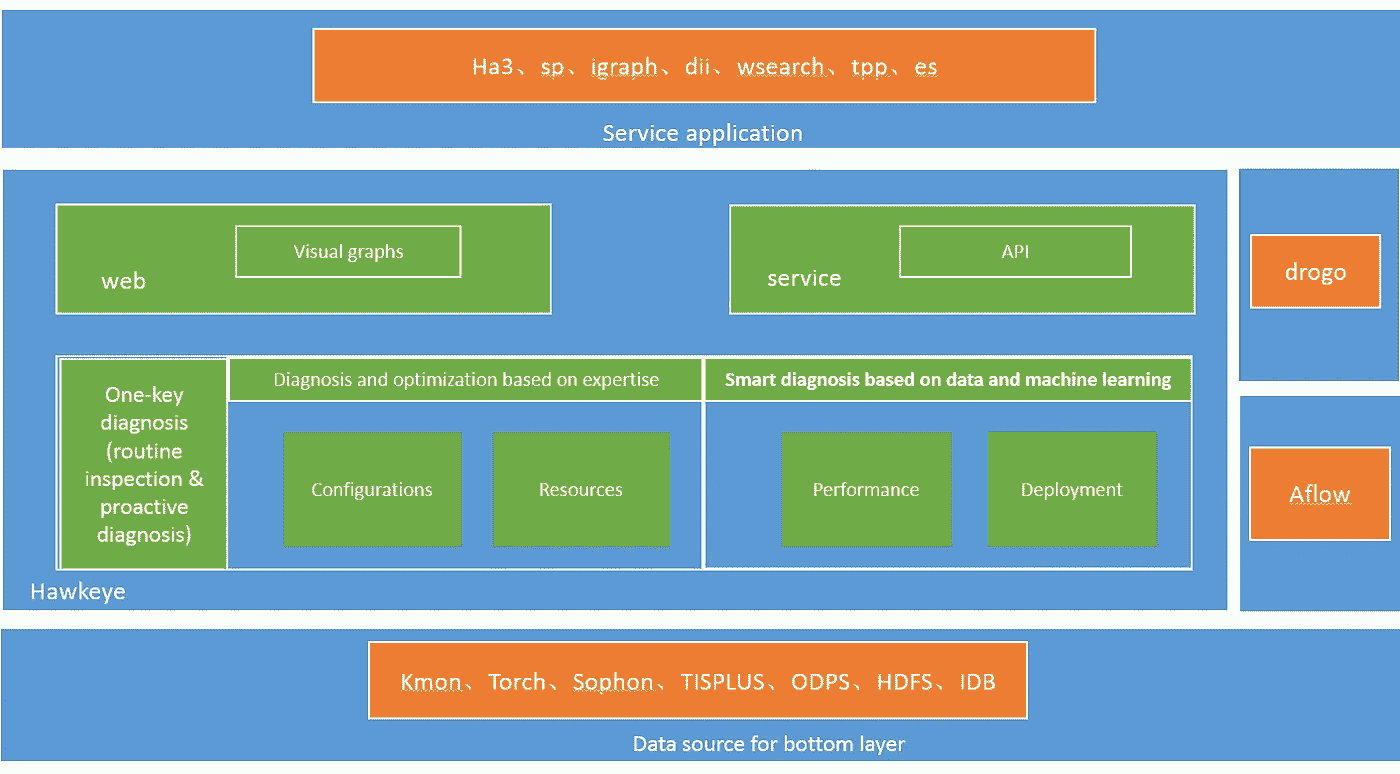 Ha3、sp、igraph、dii、wsearch、tpp、es
Service application
Visual graphs
web
API
service
drogo
One-key
diagnosis
(routine
inspection &
proactive
diagnosis)
Diagnosis and optimization based on expertise
Smart diagnosis based on data and machine learning
Configurations
Resources
Performance
Deployment
Aflow
Hawkeye
Kmon、Torch、Sophon、TISPLUS、ODPS、HDFS、IDB
Data source for bottom layer